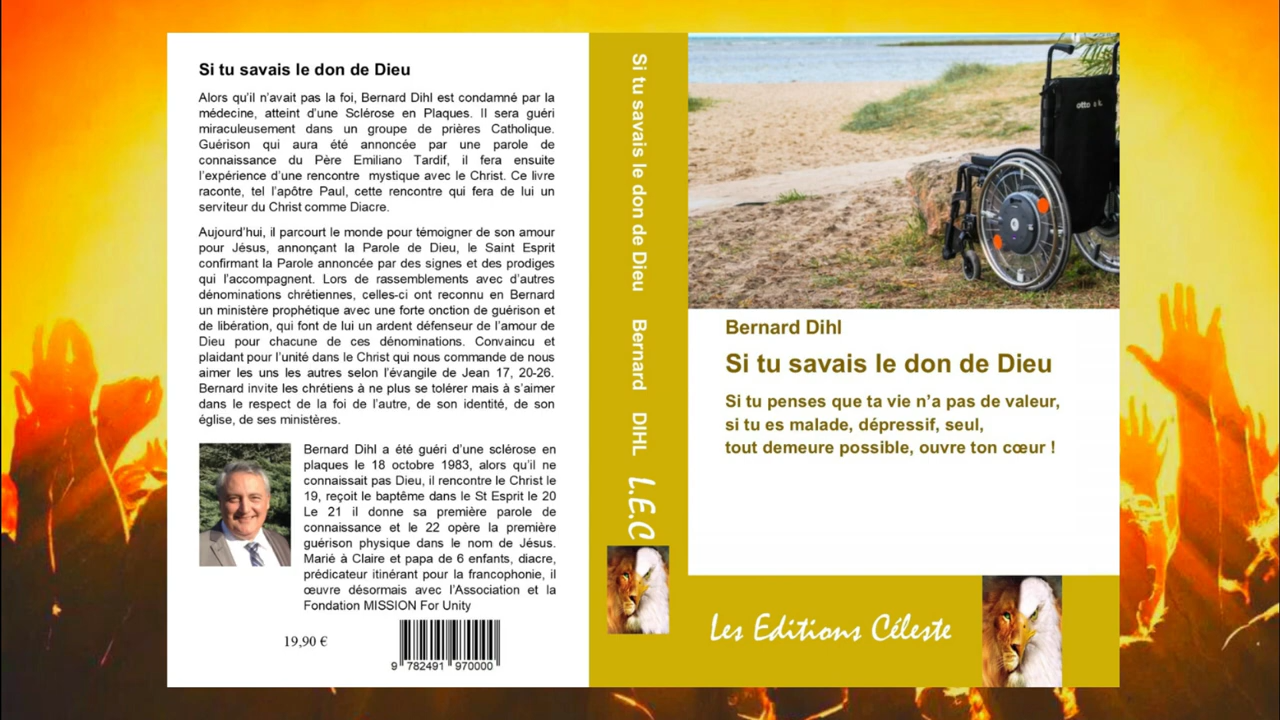 Si tu savais le don de Dieu
Alors qu’il n’avait pas la foi, Bernard Dihl est condamné par la
médecine, atteint d’une Sclérose en Plaques. Il sera guéri
miraculeusement dans un groupe de prières Catholique.
Guérison qui aura été annoncée par une parole de
connaissance du Père Emiliano Tardif, il fera ensuite
l’expérience d’une rencontre mystique avec le Christ. Ce livre
raconte, tel l’apôtre Paul, cette rencontre qui fera de lui un
serviteur du Christ comme Diacre.
Aujourd’hui, il parcourt le monde pour témoigner de son amour
pour Jésus, annonçant la Parole de Dieu, le Saint Esprit
confirmant la Parole annoncée par des signes et des prodiges
qui l’accompagnent. Lors de rassemblements avec d’autres
dénominations chrétiennes, celles-ci ont reconnu en Bernard
un ministère prophétique avec une forte onction de guérison et
de libération, qui font de lui un ardent défenseur de l’amour de
Dieu pour chacune de ces dénominations. Convaincu et
plaidant pour l’unité dans le Christ qui nous commande de nous
aimer les uns les autres selon l’évangile de Jean 17, 20-26.
Bernard invite les chrétiens à ne plus se tolérer mais à s’aimer
dans le respect de la foi de l’autre, de son identité, de son
église, de ses ministères.
Bernard Dihl a été guéri d’une sclérose en
plaques le 18 octobre 1983, alors qu’il ne
connaissait pas Dieu, il rencontre le Christ le
19, reçoit le baptême dans le St Esprit le 20
Le 21 il donne sa première parole de
connaissance et le 22 opère la première
guérison physique dans le nom de Jésus.
Marié à Claire et papa de 6 enfants, diacre,
prédicateur itinérant pour la francophonie, il
œuvre désormais avec l’Association et la
Fondation MISSION For Unity
19,90 €
9 782491 970000
Si tu savais le don de Dieu Bernard DIHL L.E.C
otto
Bernard Dihl
Si tu savais le don de Dieu
Si tu penses que ta vie n’a pas de valeur,
si tu es malade, dépressif, seul,
tout demeure possible, ouvre ton cœur !
Les Editions Céleste